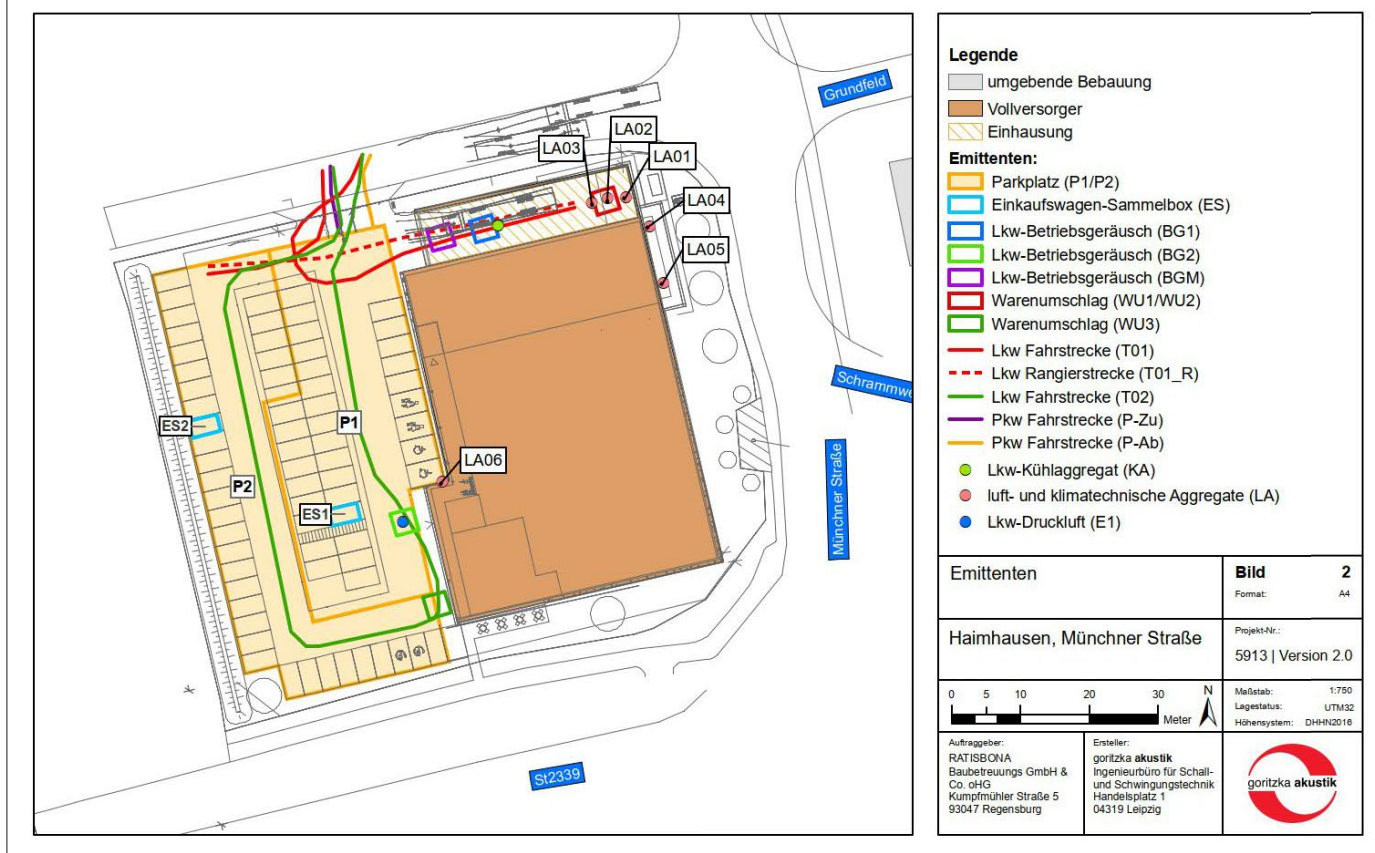 Grundfeld
LA02
LA03
LA01
LA04
LA05
Schrammwe
ES2
P1
LA06
P2
ES1
Münchner Straße
St2339
Legende
umgebende Bebauung
Vollversorger
Einhausung
Emittenten:
Parkplatz (P1/P2)
Einkaufswagen-Sammelbox (ES)
Lkw-Betriebsgeräusch (BG1)
Lkw-Betriebsgeräusch (BG2)
Lkw-Betriebsgeräusch (BGM)
Warenumschlag (WU1/WU2)
Warenumschlag (WU3)
Lkw Fahrstrecke (T01)
Lkw Rangierstrecke (T01_R)
Lkw Fahrstrecke (T02)
Pkw Fahrstrecke (P-Zu)
Pkw Fahrstrecke (P-Ab)
Lkw-Kühlaggregat (KA)
luft- und klimatechnische Aggregate (LA)
Lkw-Druckluft (E1)
Emittenten
Bild 2
Format: A4
Haimhausen, Münchner Straße
Projekt-Nr.:
5913 | Version 2.0
0 5 10 20 30 N
Meter
Maßstab: 1:750
Lagestatus: UTM32
Höhensystem: DHHN2016
Auftraggeber:
RATISBONA
Baubetreuungs GmbH &
Co. oHG
Kumpfmühler Straße 5
93047 Regensburg
Ersteller:
goritzka akustik
Ingenieurbüro für Schall-
und Schwingungstechnik
Handelsplatz 1
04319 Leipzig
goritzka akustik